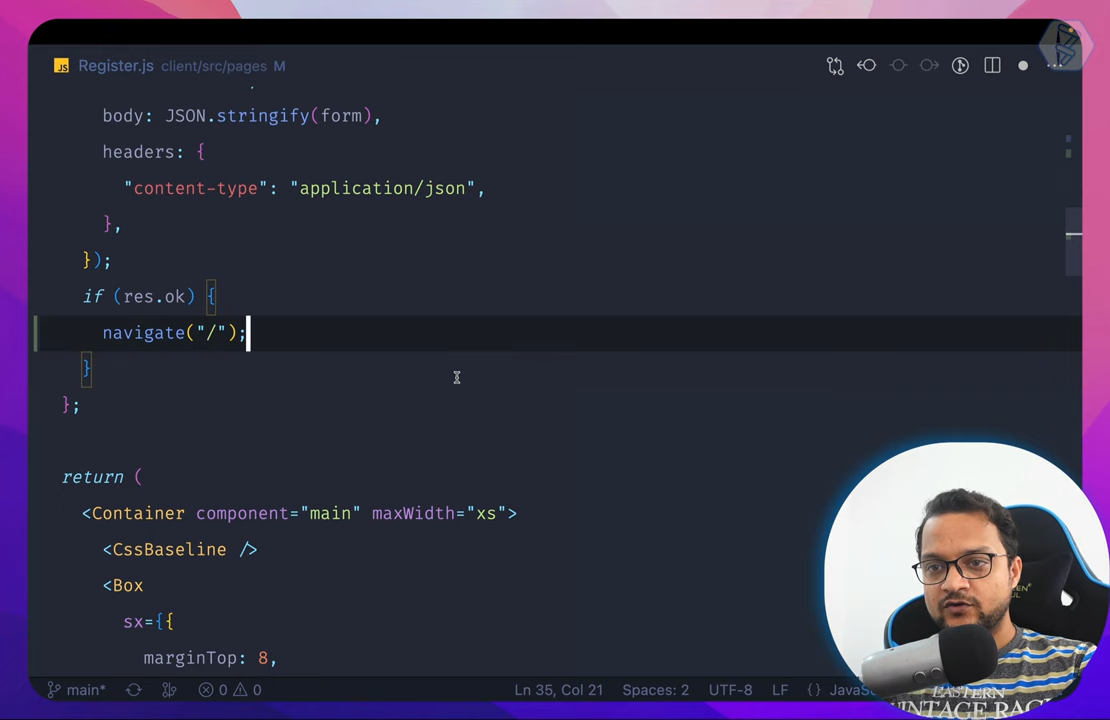 JS Register.js client/src/pages M
body: JSON.stringify(form),
headers: {
"content-type": "application/json",
},
});
if (res.ok) {
navigate("/");
}
};
return (
<Container component="main" maxWidth="xs">
<CssBaseline />
<Box
sx={{
marginTop: 8,
main* 0 0 Ln 35, Col 21 Spaces: 2 UTF-8 LF {}
EASTERN